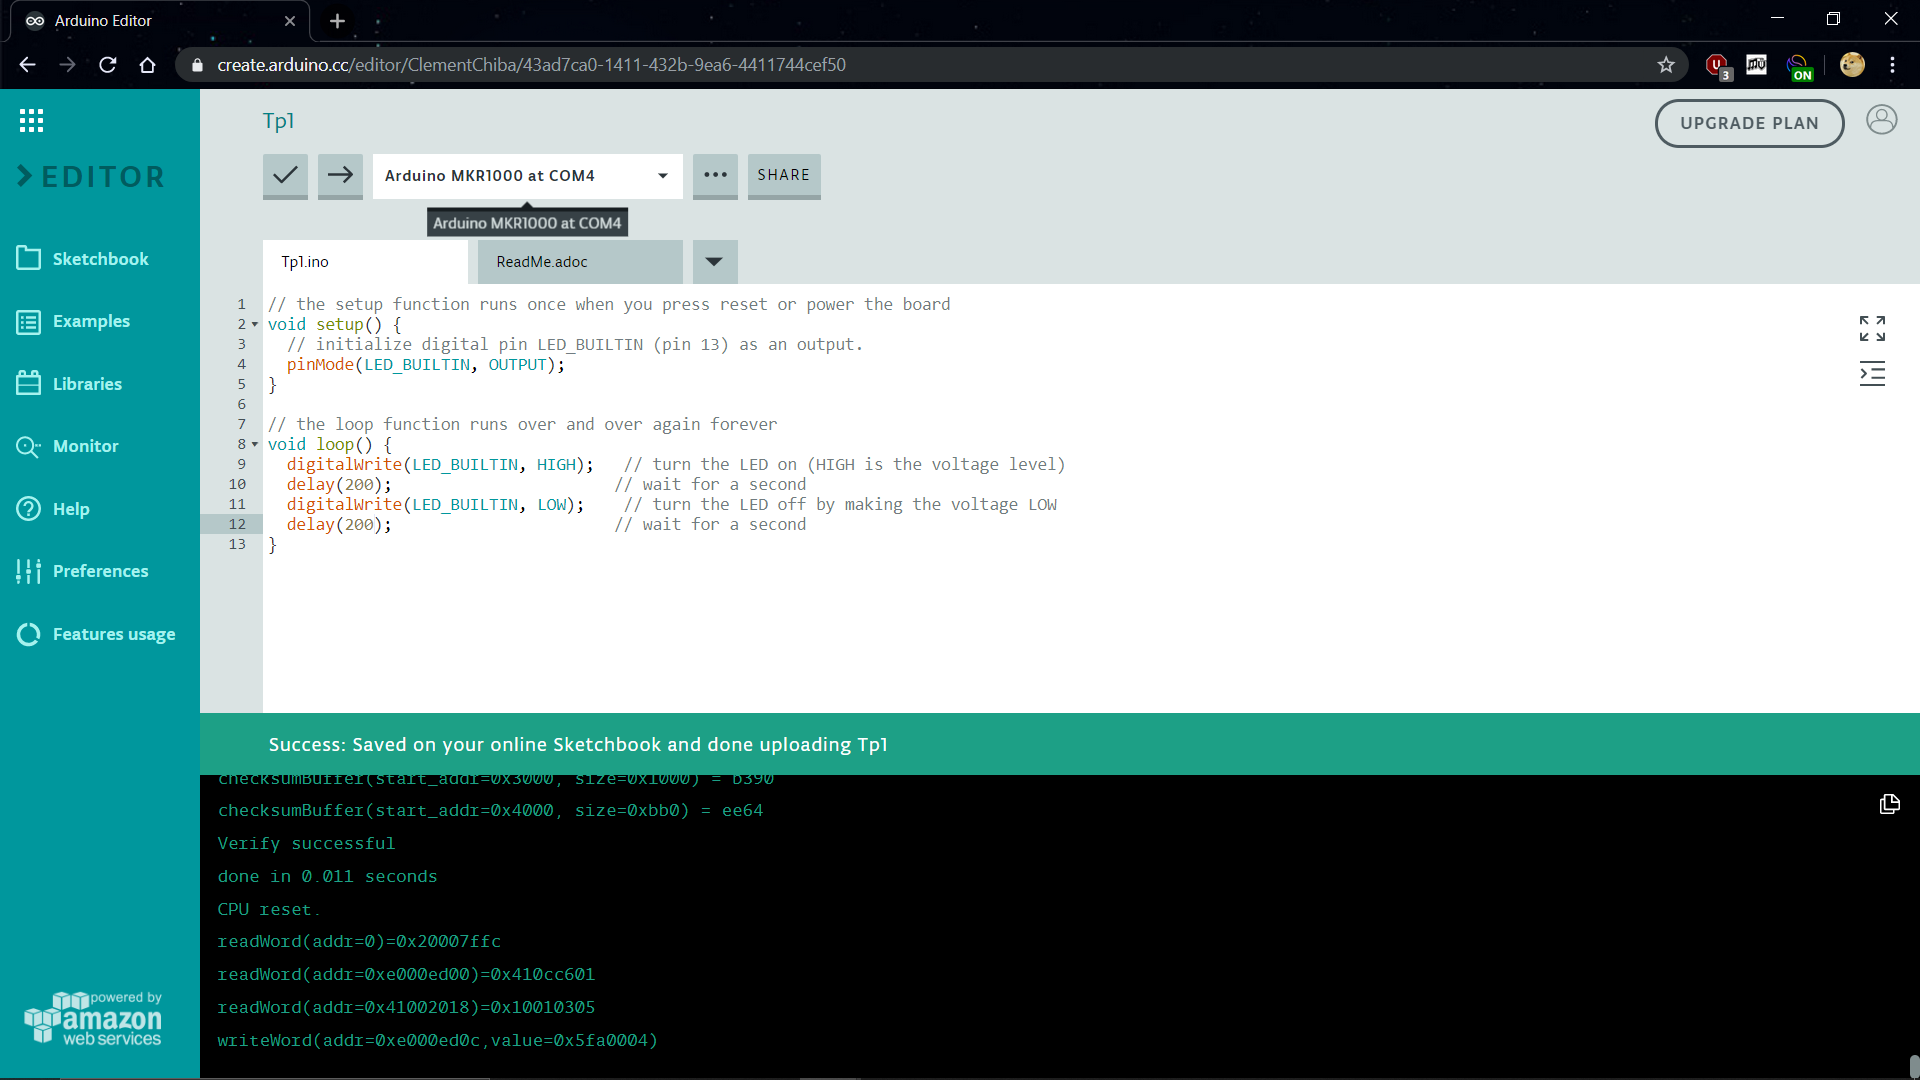 Arduino Editor
create.arduino.cc/editor/ClementChiba/43ad7ca0-1411-432b-9ea6-4411744cef50
3
ON
Tp1
UPGRADE PLAN
EDITOR
Arduino MKR1000 at COM4
SHARE
Arduino MKR1000 at COM4
Tp1.ino
ReadMe.adoc
Sketchbook
Examples
Libraries
Monitor
Help
Preferences
Features usage
1 // the setup function runs once when you press reset or power the board
2 void setup() {
3 // initialize digital pin LED_BUILTIN (pin 13) as an output.
4 pinMode(LED_BUILTIN, OUTPUT);
5 }
6
7 // the loop function runs over and over again forever
8 void loop() {
9 digitalWrite(LED_BUILTIN, HIGH); // turn the LED on (HIGH is the voltage level)
10 delay(200); // wait for a second
11 digitalWrite(LED_BUILTIN, LOW); // turn the LED off by making the voltage LOW
12 delay(200); // wait for a second
13 }
Success: Saved on your online Sketchbook and done uploading Tp1
checksumBuffer(start_addr=0x3000, size=0x1000) = b390
checksumBuffer(start_addr=0x4000, size=0xbb0) = ee64
Verify successful
done in 0.011 seconds
CPU reset.
readWord(addr=0)=0x20007ffc
readWord(addr=0xe000ed00)=0x410cc601
readWord(addr=0x41002018)=0x10010305
writeWord(addr=0xe000ed0c,value=0x5fa0004)
powered by
amazon
web services